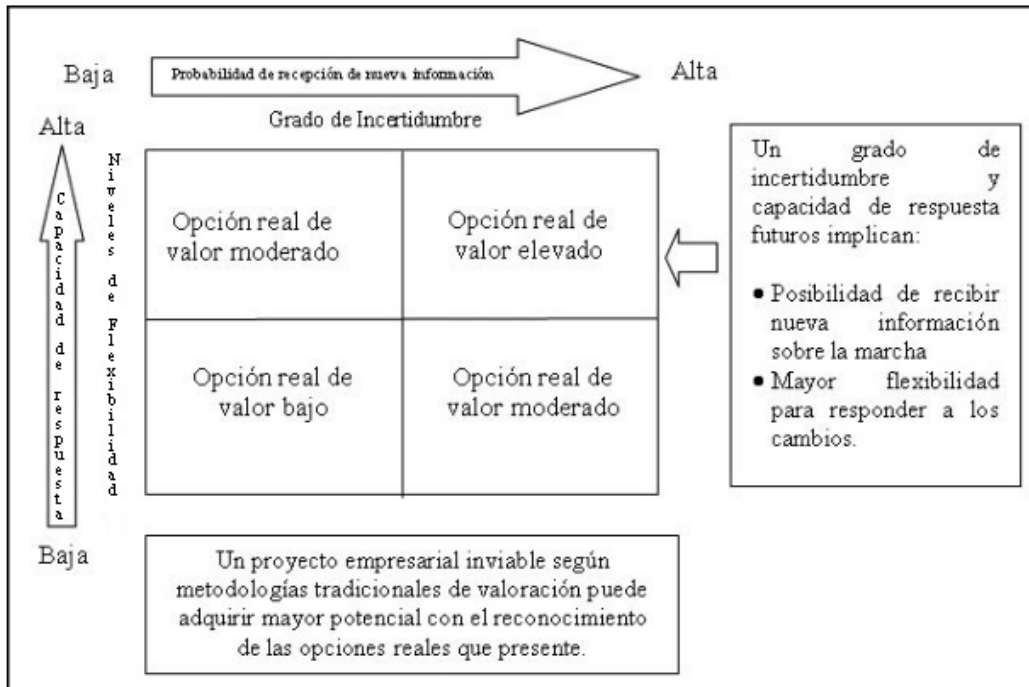 Baja
Probabilidad de recepción de nueva información
Alta
Grado de Incertidumbre
Alta
Capacidad de respuesta
Baja
Niveles de Flexibilidad
Opción real de
valor moderado
Opción real de
valor elevado
Opción real de
valor bajo
Opción real de
valor moderado
Un grado de
incertidumbre y
capacidad de respuesta
futuros implican:
● Posibilidad de recibir
nueva información
sobre la marcha
● Mayor flexibilidad
para responder a los
cambios.
Un proyecto empresarial inviable según
metodologías tradicionales de valoración puede
adquirir mayor potencial con el reconocimiento
de las opciones reales que presente.